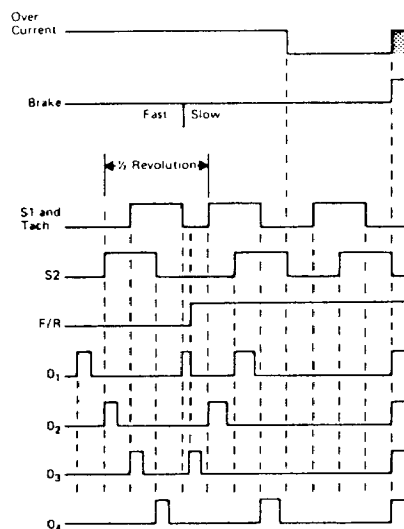 Over
Current
Brake
Fast
Slow
½ Revolution
S1 and
Tach
S2
F/R
O1
O2
O3
O4